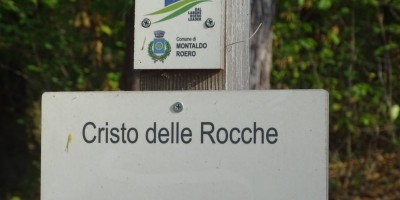 Comune di
MONTALDO
ROERO
Cristo delle Rocche